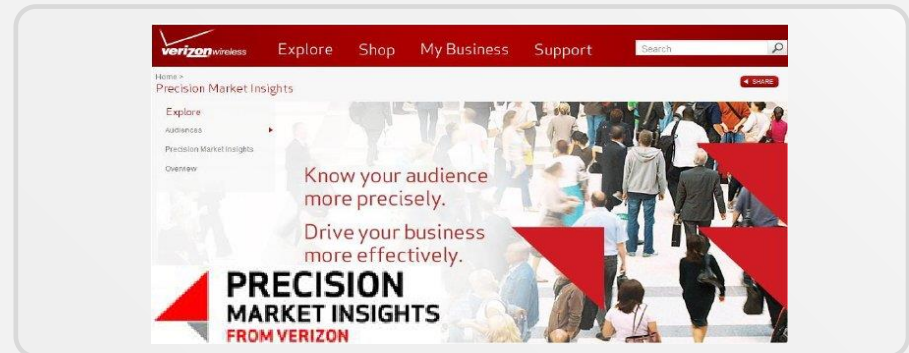 verizonwireless Explore Shop My Business Support Search
Home >
Precision Market Insights
SHARE
Explore
Audiences
Precision Market Insights
Overview
Know your audience
more precisely.
Drive your business
more effectively.
PRECISION
MARKET INSIGHTS
FROM VERIZON